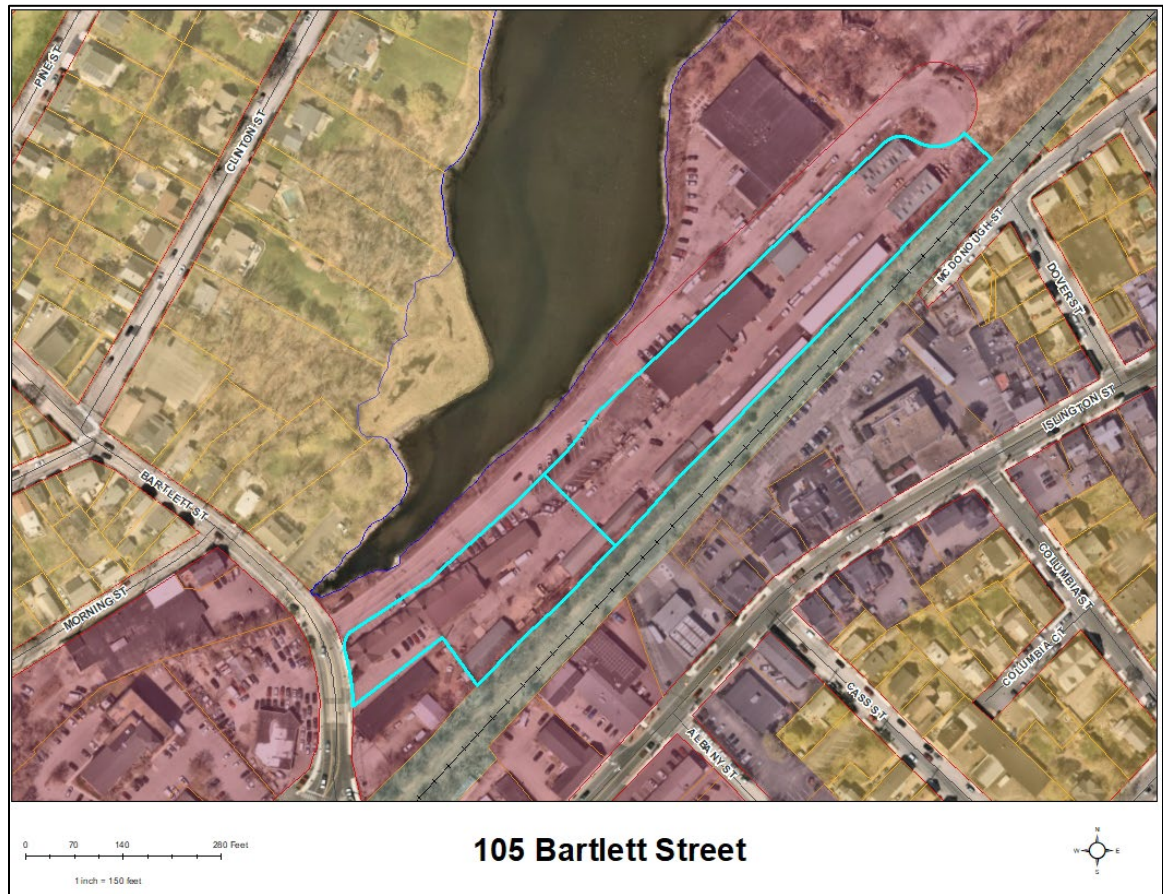 PINE ST
CLINTON ST
MC DONOUGH ST
DOVER ST
ISLINGTON ST
BARTLETT ST
MORNING ST
COLUMBIA ST
COLUMBIA CT
CASS ST
ALBANY ST
0 70 140 280 Feet
1 inch = 150 feet
105 Bartlett Street
N
W E
S